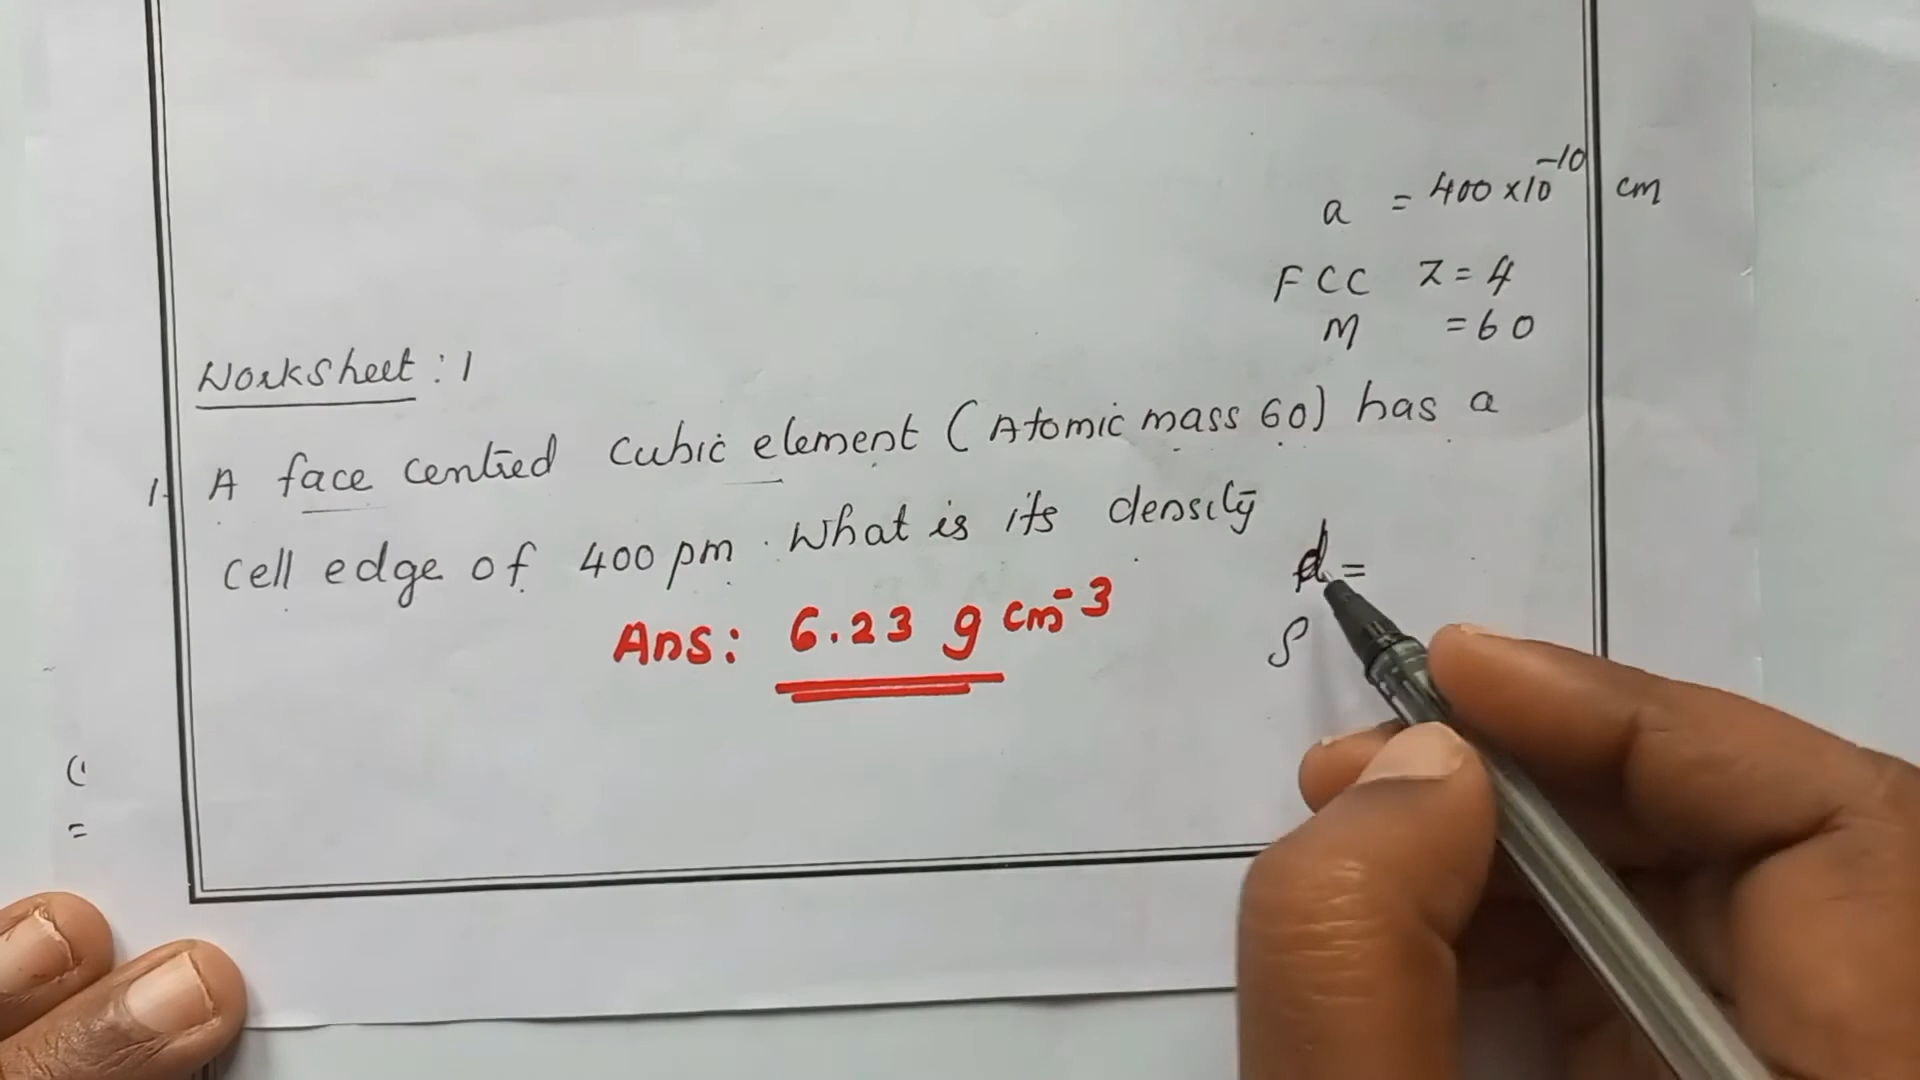 a = 400 x 10⁻¹⁰ cm
FCC Z = 4
M = 60
Worksheet : 1
1. A face centred cubic element (Atomic mass 60) has a
cell edge of 400 pm. What is its density
d =
Ans: 6.23 g cm⁻³
ρ
(
=